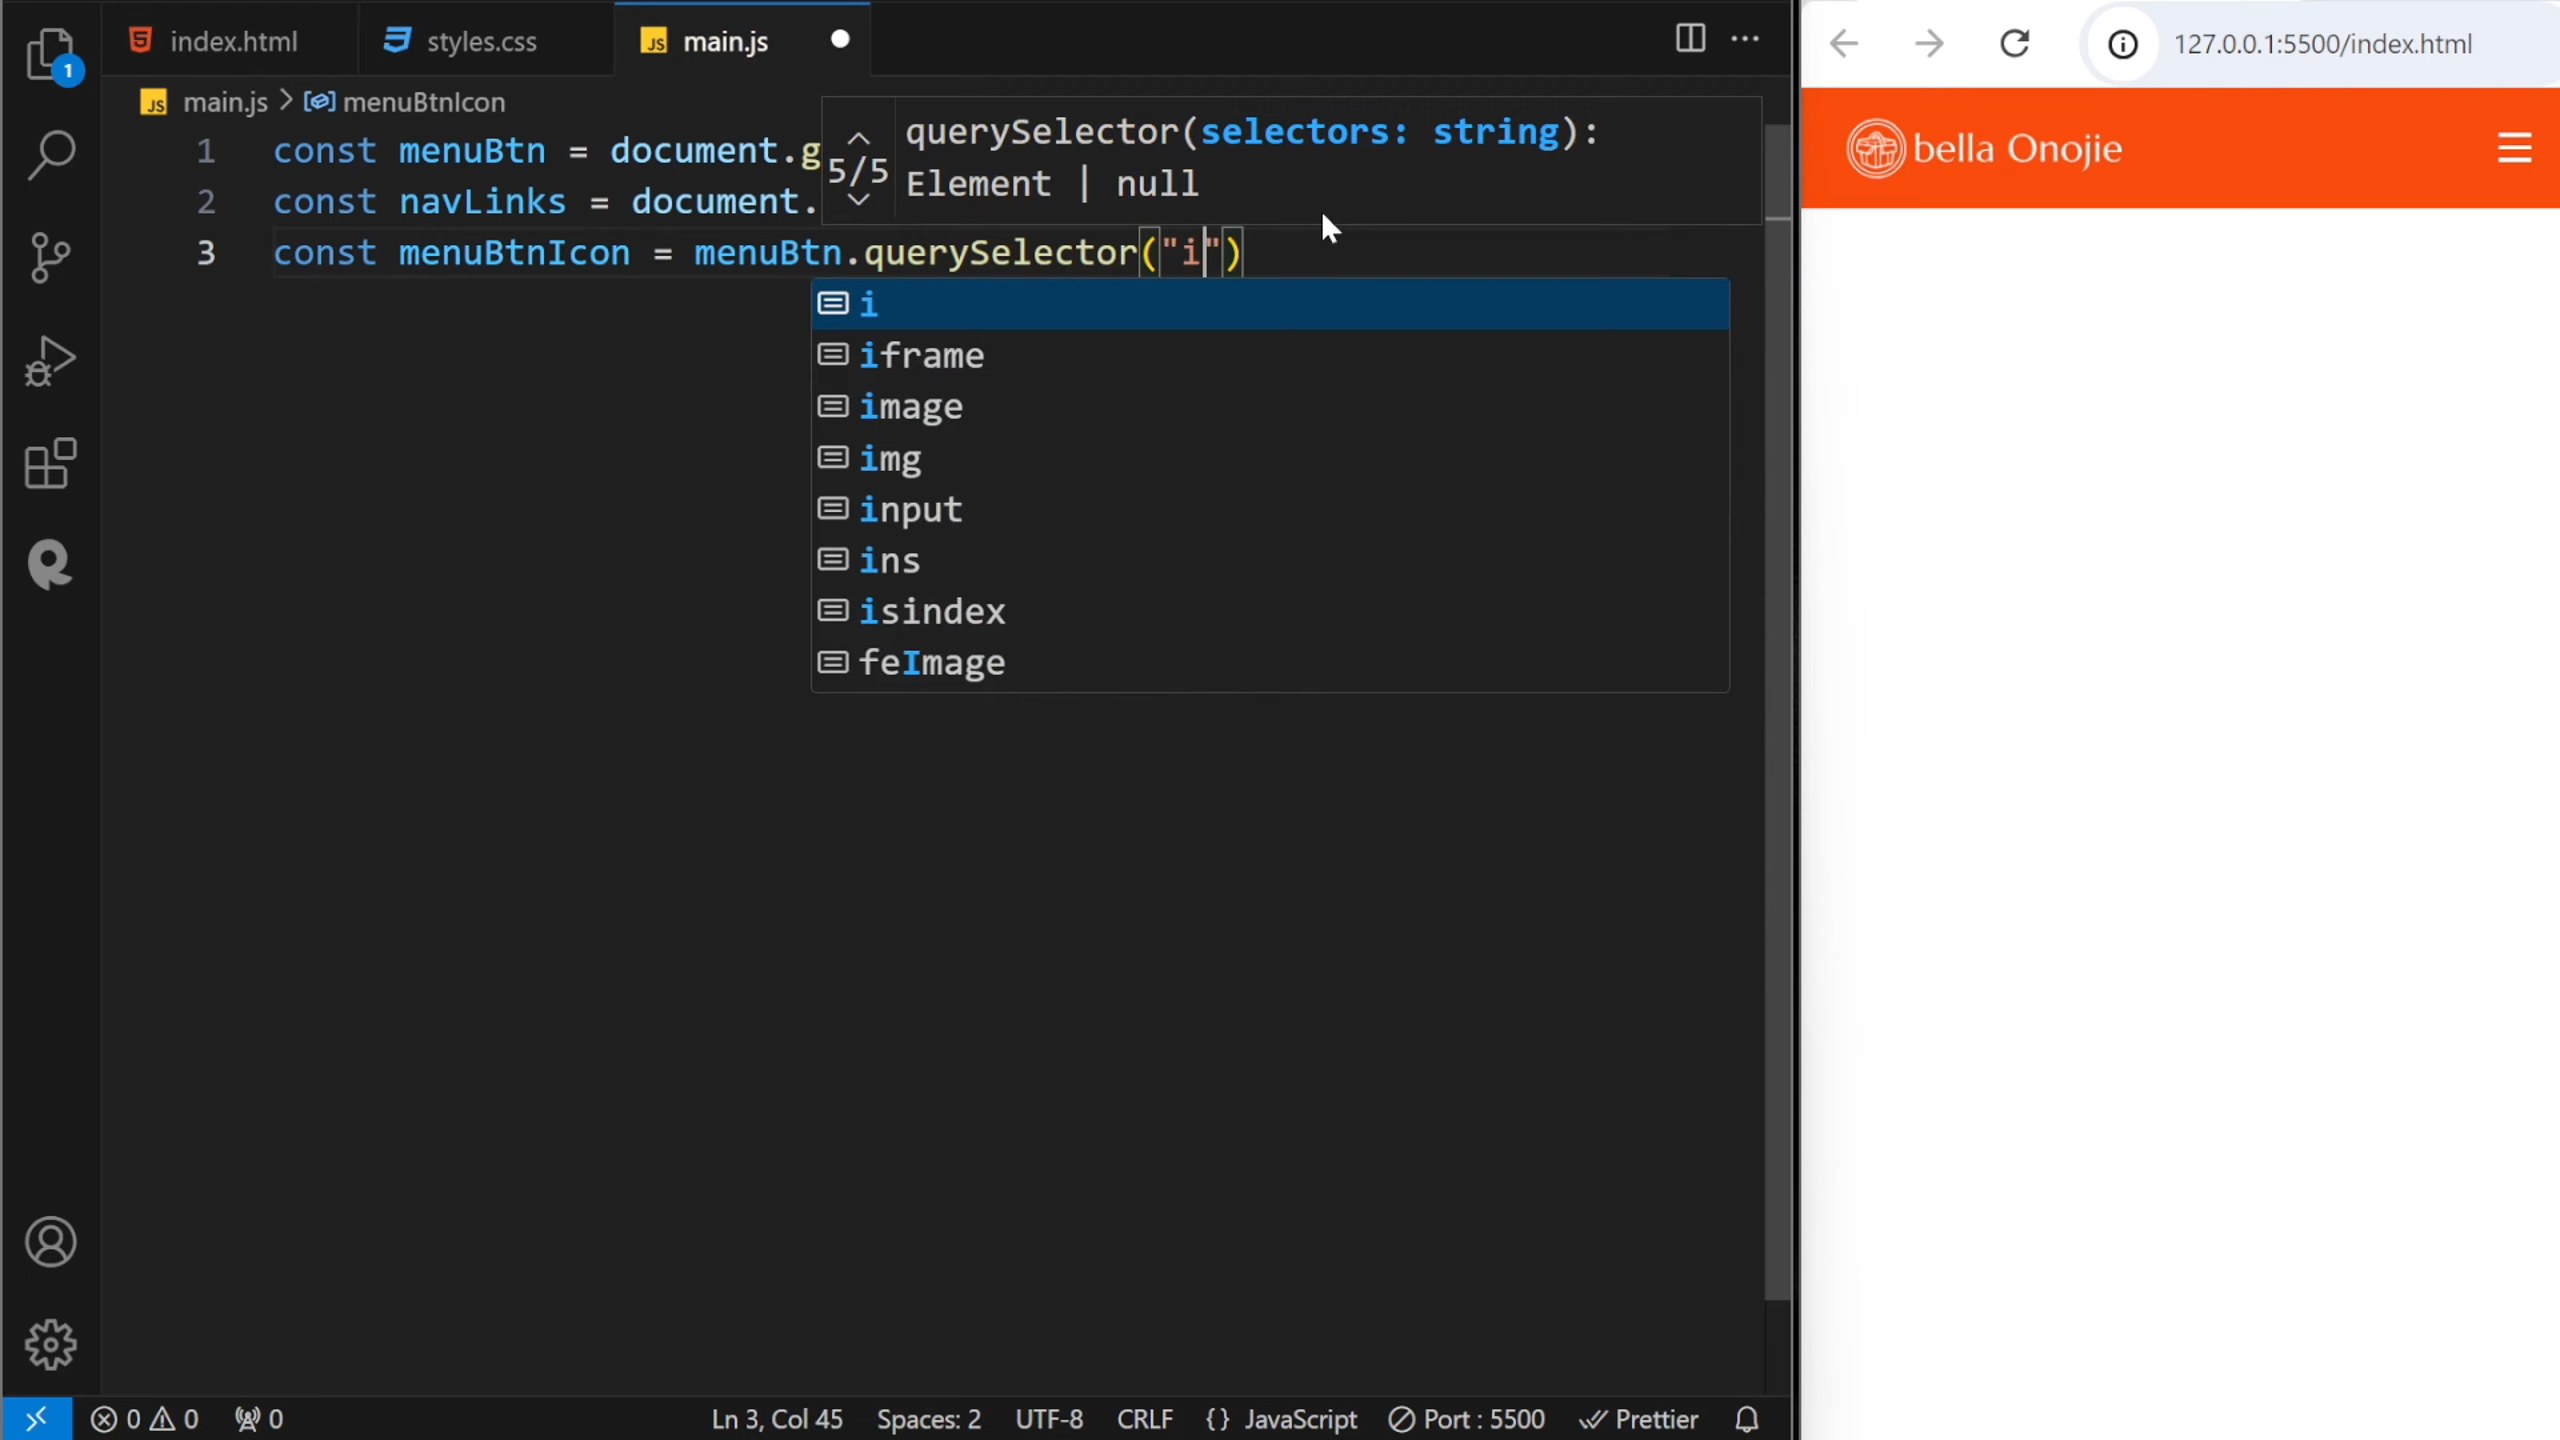 index.html
styles.css
main.js
127.0.0.1:5500/index.html
1
main.js > menuBtnIcon
bella Onojie
1 const menuBtn = document.g
2 const navLinks = document.
3 const menuBtnIcon = menuBtn.querySelector("i")
5/5
querySelector(selectors: string):
Element | null
i
iframe
image
img
input
ins
isindex
feImage
0 0 0
Ln 3, Col 45
Spaces: 2
UTF-8
CRLF
{} JavaScript
Port : 5500
Prettier